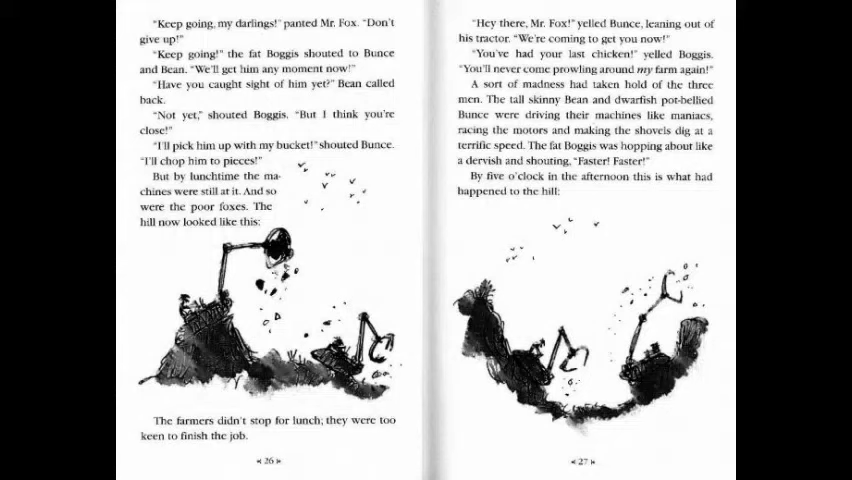 "Keep going, my darlings!" panted Mr. Fox. "Don't
give up!"
"Keep going!" the fat Boggis shouted to Bunce
and Bean. "We'll get him any moment now!"
"Have you caught sight of him yet?" Bean called
back.
"Not yet," shouted Boggis. "But I think you're
close!"
"I'll pick him up with my bucket!" shouted Bunce.
"I'll chop him to pieces!"
But by lunchtime the ma-
chines were still at it. And so
were the poor foxes. The
hill now looked like this:
The farmers didn't stop for lunch; they were too
keen to finish the job.
26
"Hey there, Mr. Fox!" yelled Bunce, leaning out of
his tractor. "We're coming to get you now!"
"You've had your last chicken!" yelled Boggis.
"You'll never come prowling around my farm again!"
A sort of madness had taken hold of the three
men. The tall skinny Bean and dwarfish pot-bellied
Bunce were driving their machines like maniacs,
racing the motors and making the shovels dig at a
terrific speed. The fat Boggis was hopping about like
a dervish and shouting, "Faster! Faster!"
By five o'clock in the afternoon this is what had
happened to the hill:
27